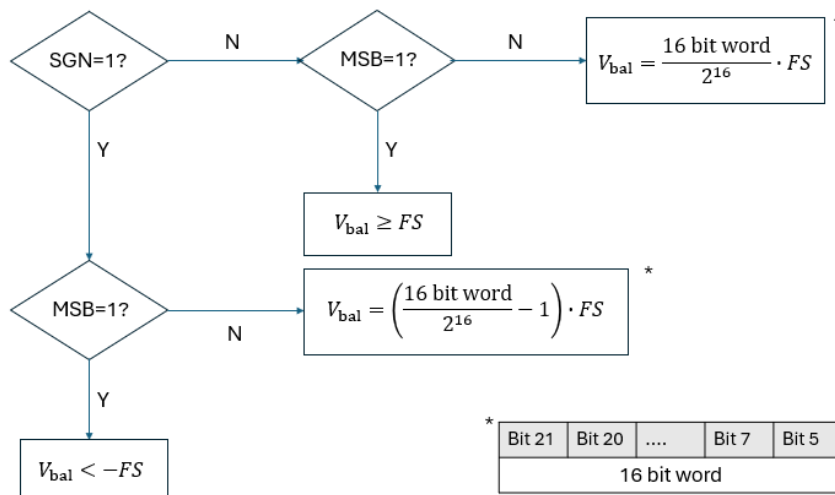 SGN=1?
N
MSB=1?
N
V_bal = 16 bit word / 2^16 · FS
*
Y
Y
V_bal ≥ FS
MSB=1?
N
V_bal = (16 bit word / 2^16 − 1) · FS
*
Y
V_bal < −FS
*
Bit 21 Bit 20 .... Bit 7 Bit 5
16 bit word